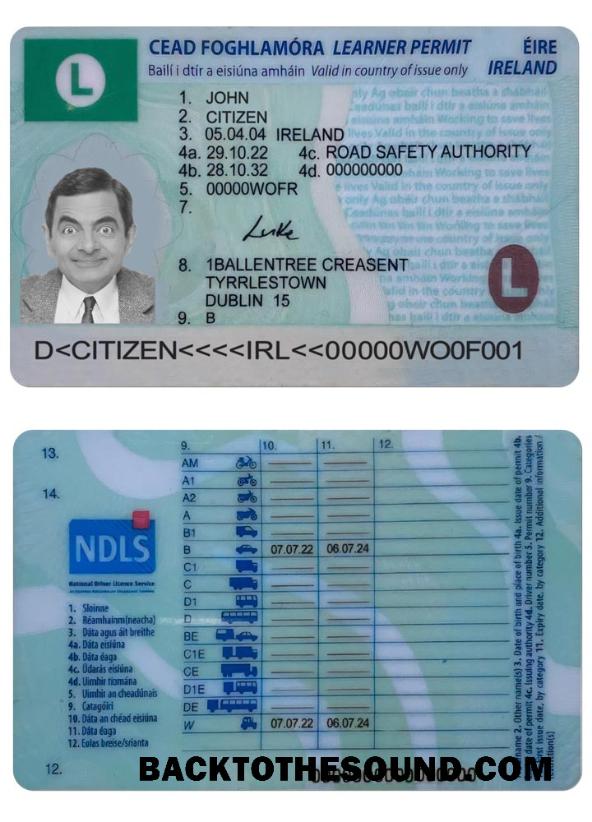 L
CEAD FOGHLAMÓRA LEARNER PERMIT
ÉIRE
Bailí i dtír a eisiúna amháin Valid in country of issue only
IRELAND
1. JOHN
2. CITIZEN
3. 05.04.04 IRELAND
4a. 29.10.22 4c. ROAD SAFETY AUTHORITY
4b. 28.10.32 4d. 000000000
5. 00000WOFR
7.
Luke
8. 1BALLENTREE CREASENT
TYRRLESTOWN
DUBLIN 15
9. B
L
D<CITIZEN<<<<IRL<<00000WO0F001
13.
14.
NDLS
National Driver Licence Service
1. Sloinne
2. Réamhainm(neacha)
3. Dáta agus áit breithe
4a. Dáta eisiúna
4b. Dáta éaga
4c. Údarás eisiúna
4d. Uimhir tiomána
5. Uimhir an cheadúnais
9. Catagóirí
10. Dáta an chéad eisiúna
11. Dáta éaga
12. Eolas breise/srianta
12.
9. 10. 11. 12.
AM
A1
A2
A
B1
B 07.07.22 06.07.24
C1
C
D1
D
BE
C1E
CE
D1E
DE
W 07.07.22 06.07.24
name 2. Other name(s) 3. Date of birth and place of birth 4a. Issue date of permit 4b.
date of permit 4c. Issuing authority 4d. Driver number 5. Permit number 9. Categories
first issue date, by category 11. Expiry date, by category 12. Additional information/
BACKTOTHESOUND.COM